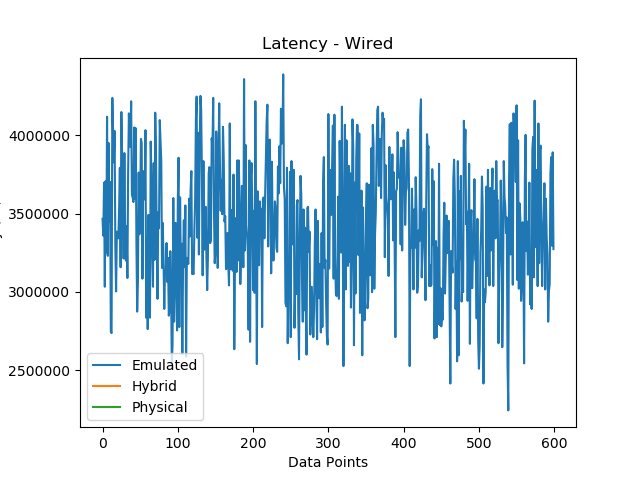 Latency - Wired
4000000
3500000
3000000
2500000
Emulated
Hybrid
Physical
0 100 200 300 400 500 600
Data Points